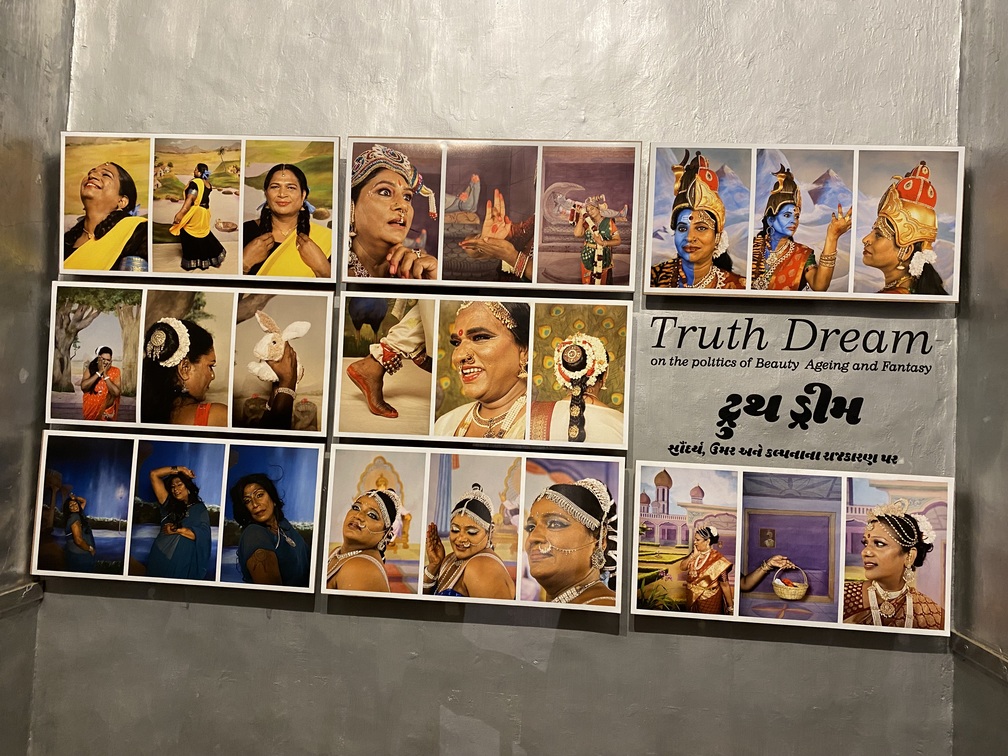 Truth Dream
on the politics of Beauty Ageing and Fantasy
ટ્રુથ ડ્રીમ
સૌંદર્ય, ઉંમર અને કલ્પનાના રાજકારણ પર